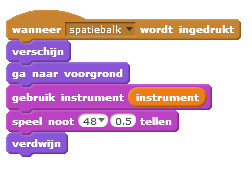 wanneer spatiebalk wordt ingedrukt
verschijn
ga naar voorgrond
gebruik instrument instrument
speel noot 48 0.5 tellen
verdwijn